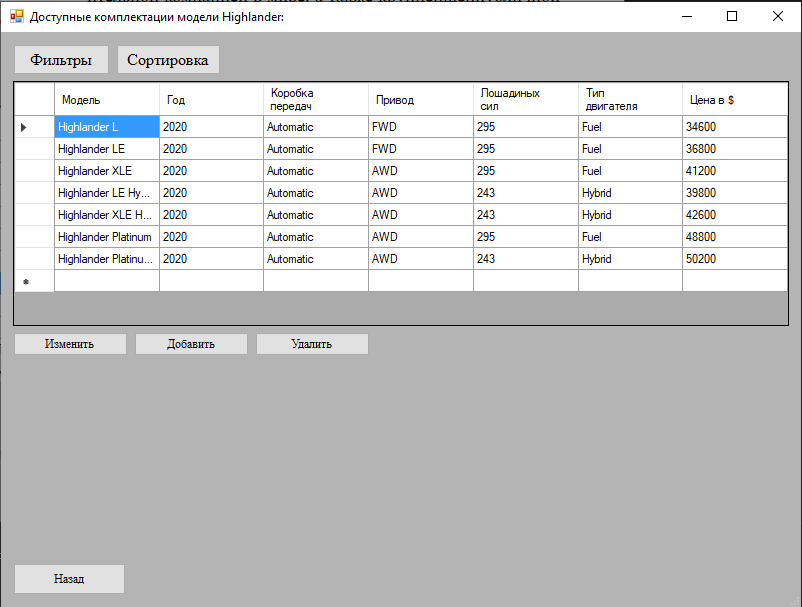 Доступные комплектации модели Highlander:
Фильтры Сортировка
Модель Год Коробка передач Привод Лошадиных сил Тип двигателя Цена в $
Highlander L 2020 Automatic FWD 295 Fuel 34600
Highlander LE 2020 Automatic FWD 295 Fuel 36800
Highlander XLE 2020 Automatic AWD 295 Fuel 41200
Highlander LE Hy... 2020 Automatic AWD 243 Hybrid 39800
Highlander XLE H... 2020 Automatic AWD 243 Hybrid 42600
Highlander Platinum 2020 Automatic AWD 295 Fuel 48800
Highlander Platinu... 2020 Automatic AWD 243 Hybrid 50200
Изменить Добавить Удалить
Назад